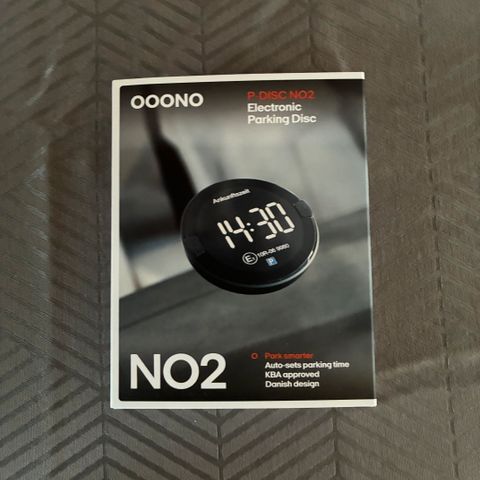 OOONO
P-DISC NO2
Electronic
Parking Disc
Ankunftszeit
14:30
P
NO2
Park smarter
Auto-sets parking time
KBA approved
Danish design